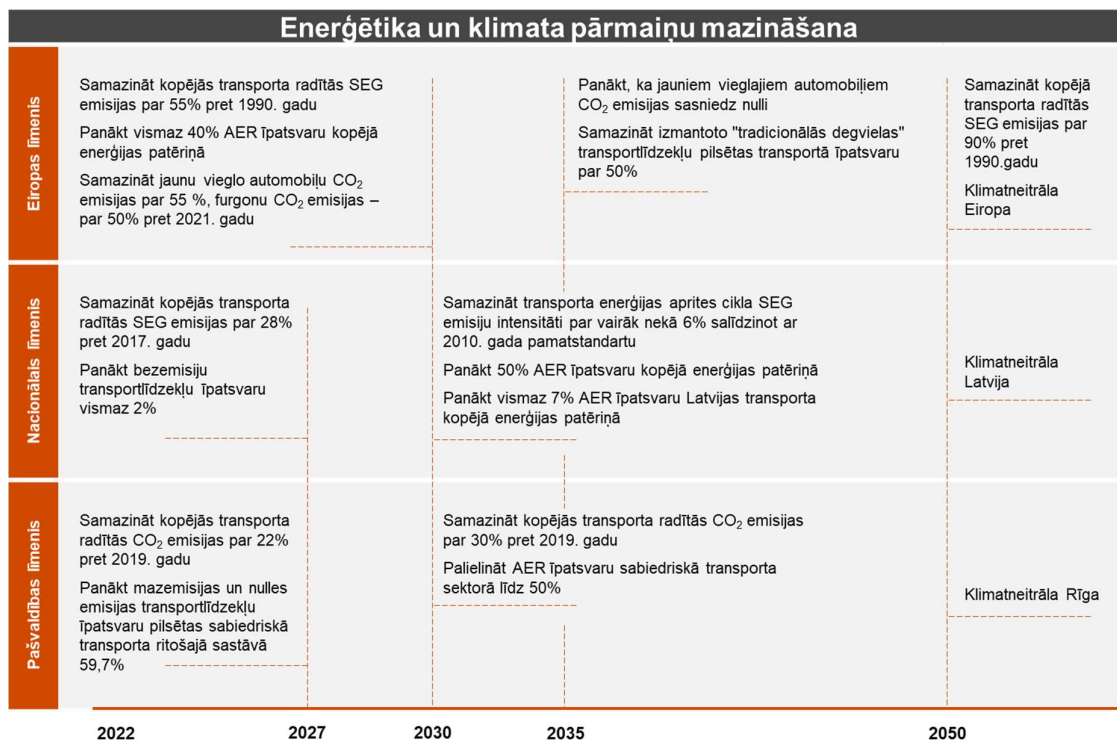 Enerģētika un klimata pārmaiņu mazināšana
Eiropas līmenis
Samazināt kopējās transporta radītās SEG
emisijas par 55% pret 1990. gadu
Panākt vismaz 40% AER īpatsvaru kopējā
enerģijas patēriņā
Samazināt jaunu vieglo automobiļu CO₂
emisijas par 55 %, furgonu CO₂ emisijas –
par 50% pret 2021. gadu
Panākt, ka jauniem vieglajiem automobiļiem
CO₂ emisijas sasniedz nulli
Samazināt izmantoto "tradicionālās degvielas"
transportlīdzekļu pilsētas transportā īpatsvaru
par 50%
Samazināt kopējā
transporta radītās
SEG emisijas par
90% pret
1990.gadu
Klimatneitrāla
Eiropa
Nacionālais līmenis
Samazināt kopējās transporta
radītās SEG emisijas par 28%
pret 2017. gadu
Panākt bezemisiju
transportlīdzekļu īpatsvaru
vismaz 2%
Samazināt transporta enerģijas aprites cikla SEG
emisiju intensitāti par vairāk nekā 6% salīdzinot ar
2010. gada pamatstandartu
Panākt 50% AER īpatsvaru kopējā enerģijas patēriņā
Panākt vismaz 7% AER īpatsvaru Latvijas transporta
kopējā enerģijas patēriņā
Klimatneitrāla
Latvija
Pašvaldības līmenis
Samazināt kopējās transporta
radītās CO₂ emisijas par 22%
pret 2019. gadu
Panākt mazemisijas un nulles
emisijas transportlīdzekļu
īpatsvaru pilsētas sabiedriskā
transporta ritošajā sastāvā
59,7%
Samazināt kopējās transporta radītās CO₂ emisijas
par 30% pret 2019. gadu
Palielināt AER īpatsvaru sabiedriskā transporta
sektorā līdz 50%
Klimatneitrāla Rīga
2022 2027 2030 2035 2050